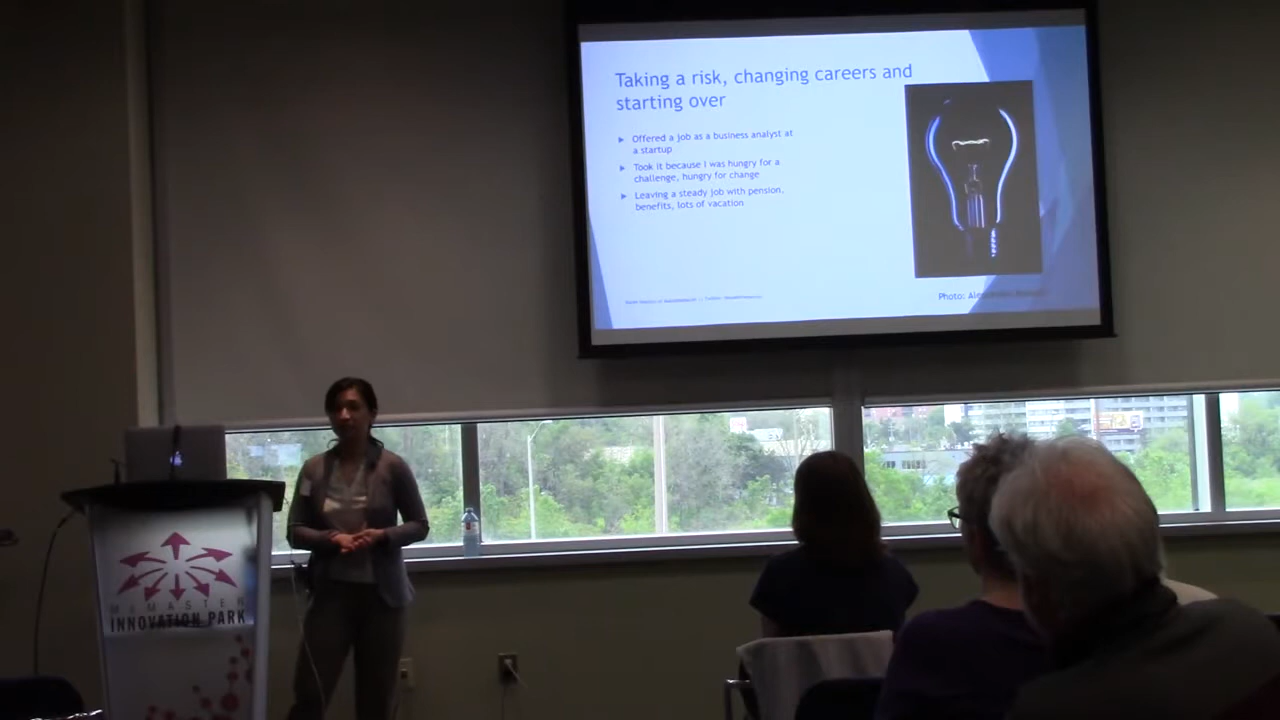 Taking a risk, changing careers and
starting over
► Offered a job as a business analyst at
a startup
► Took it because I was hungry for a
challenge, hungry for change
► Leaving a steady job with pension,
benefits, lots of vacation
Photo:
McMASTER
INNOVATION PARK